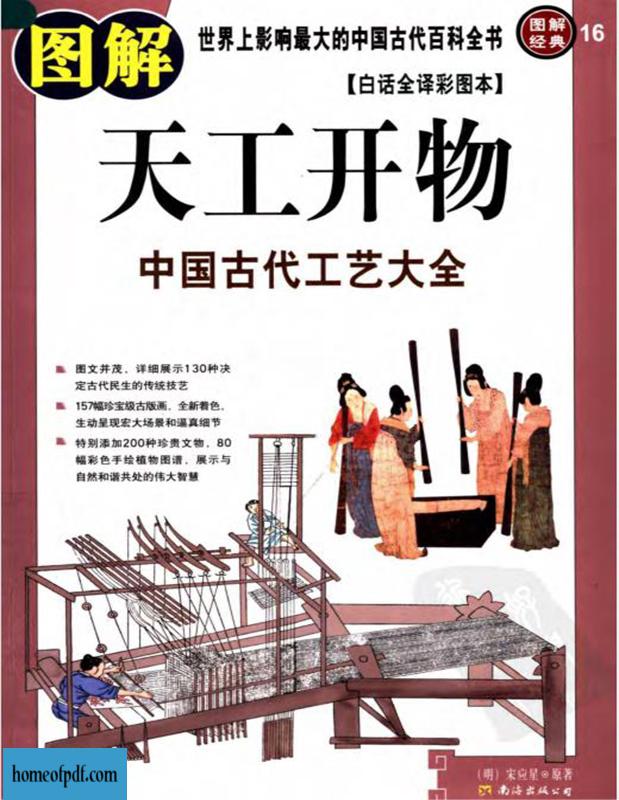 图解
世界上影响最大的中国古代百科全书
图解
经典
16
【白话全译彩图本】
天工开物
中国古代工艺大全
图文并茂，详细展示130种决
定古代民生的传统技艺
157幅珍宝级古版画，全新着色，
生动呈现宏大场景和逼真细节
特别添加200种珍贵文物，80
幅彩色手绘植物图谱，展示与
自然和谐共处的伟大智慧
（明）宋应星◎原著
南海出版公司
homeofpdf.com